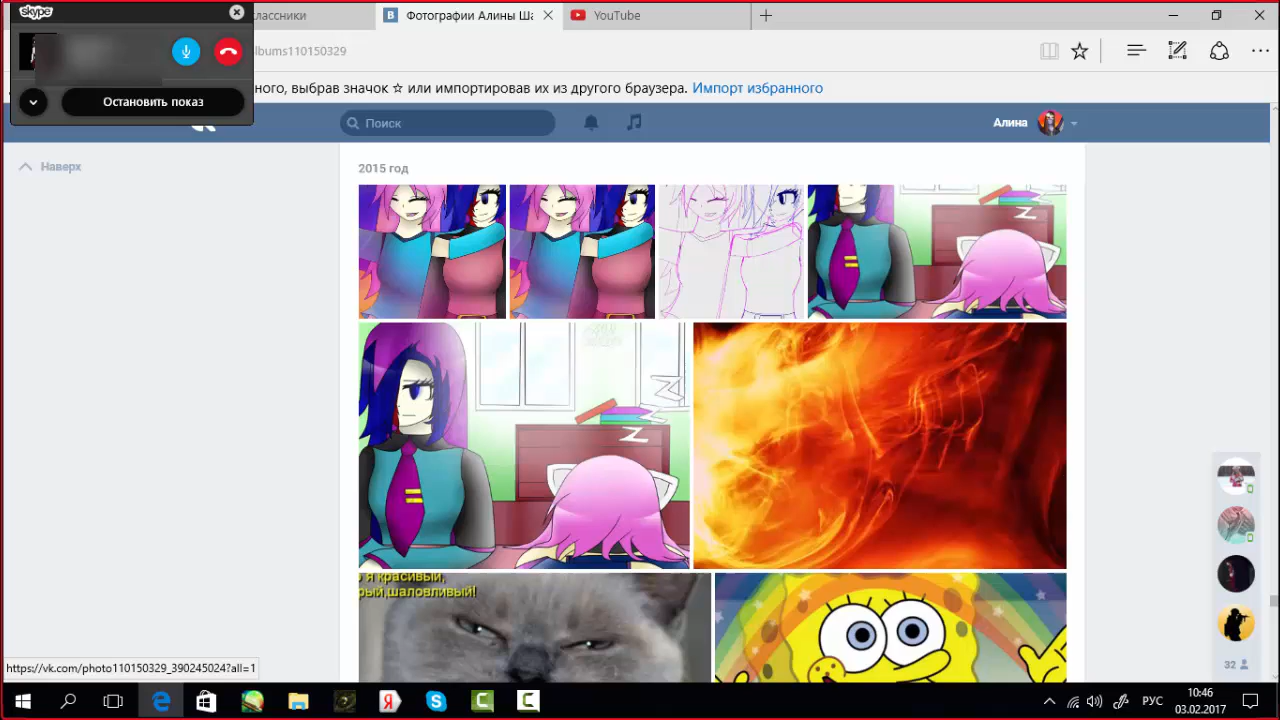 skype
лассники
Фотографии Алины Ша
YouTube
lbums110150329
Остановить показ
ного, выбрав значок ☆ или импортировав их из другого браузера. Импорт избранного
Поиск
Алина
Наверх
2015 год
Z
Z
Z
Z
о я красивый,
рый,шаловливый!
32
https://vk.com/photo110150329_390245024?all=1
РУС
10:46
03.02.2017